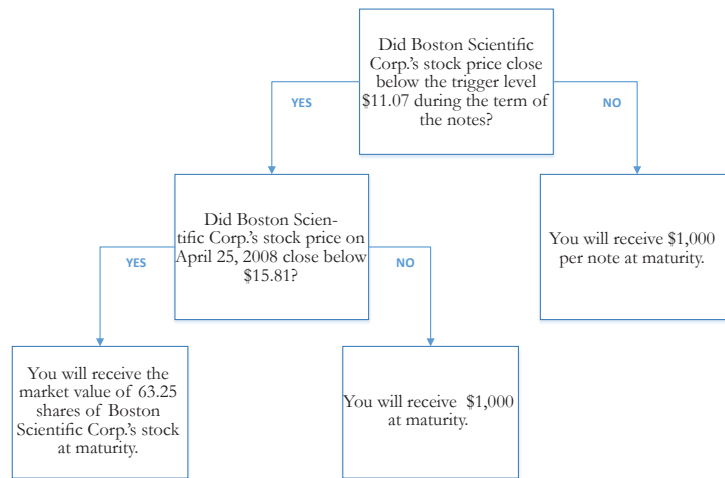 Did Boston Scientific
Corp.'s stock price close
below the trigger level
$11.07 during the term of
the notes?
YES
NO
Did Boston Scien-
tific Corp.'s stock price on
April 25, 2008 close below
$15.81?
You will receive $1,000
per note at maturity.
YES
NO
You will receive the
market value of 63.25
shares of Boston
Scientific Corp.'s stock
at maturity.
You will receive $1,000
at maturity.